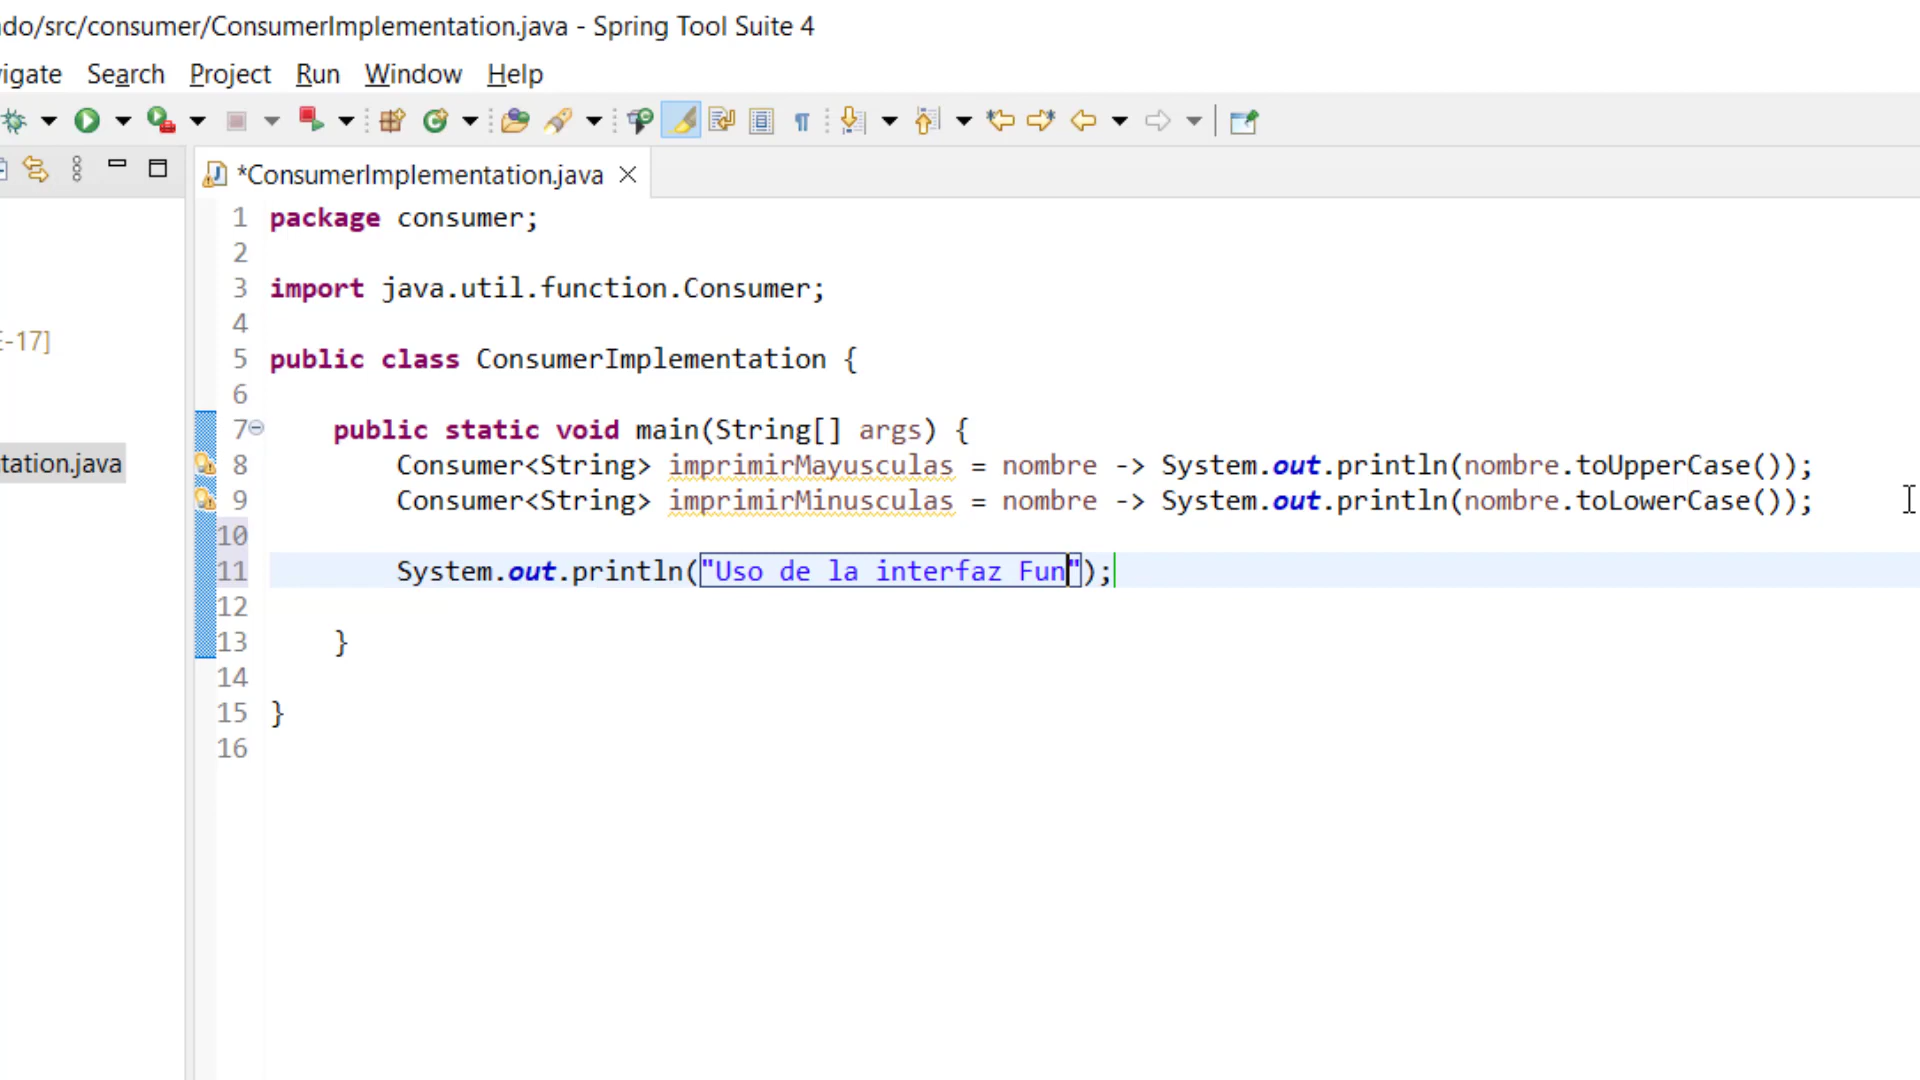 do/src/consumer/ConsumerImplementation.java - Spring Tool Suite 4
igate Search Project Run Window Help
*ConsumerImplementation.java
E-17]
tation.java
1 package consumer;
2
3 import java.util.function.Consumer;
4
5 public class ConsumerImplementation {
6
7 public static void main(String[] args) {
8 Consumer<String> imprimirMayusculas = nombre -> System.out.println(nombre.toUpperCase());
9 Consumer<String> imprimirMinusculas = nombre -> System.out.println(nombre.toLowerCase());
10
11 System.out.println("Uso de la interfaz Fun");
12
13 }
14
15 }
16